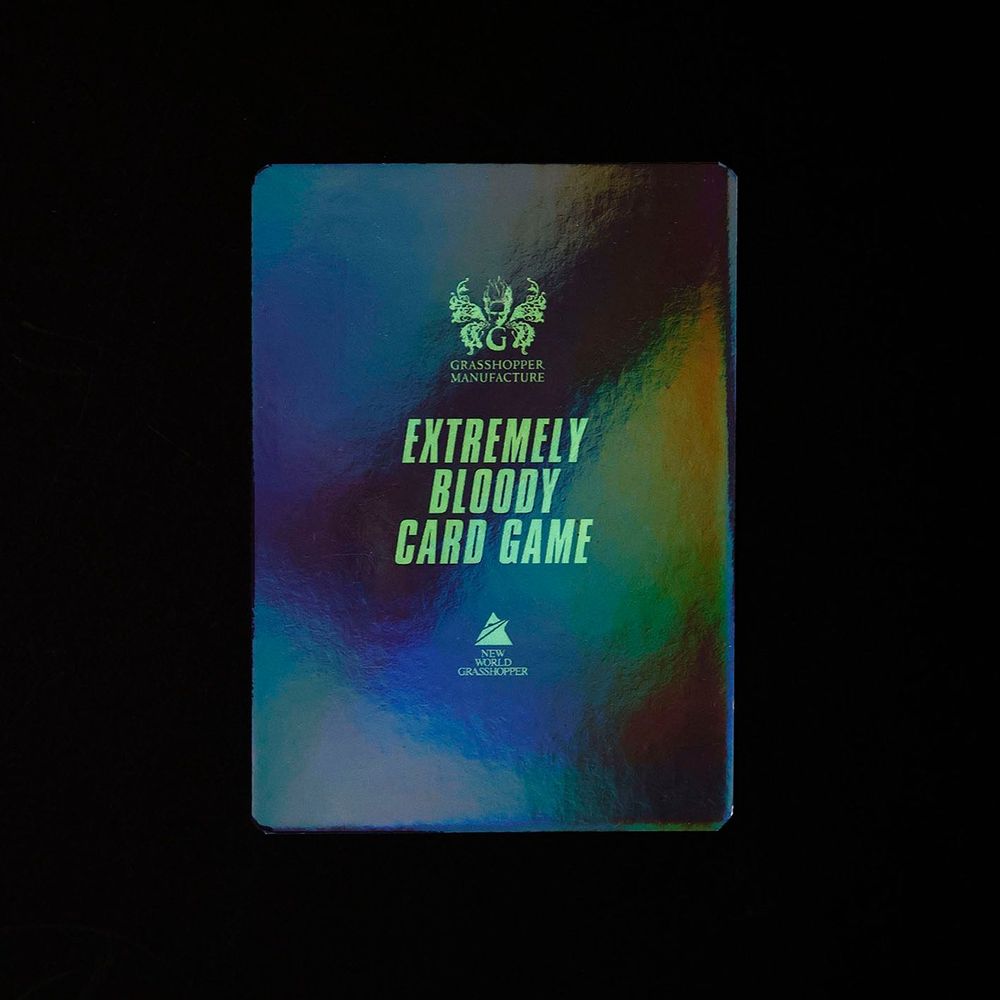 G
GRASSHOPPER
MANUFACTURE
EXTREMELY
BLOODY
CARD GAME
NEW
WORLD
GRASSHOPPER